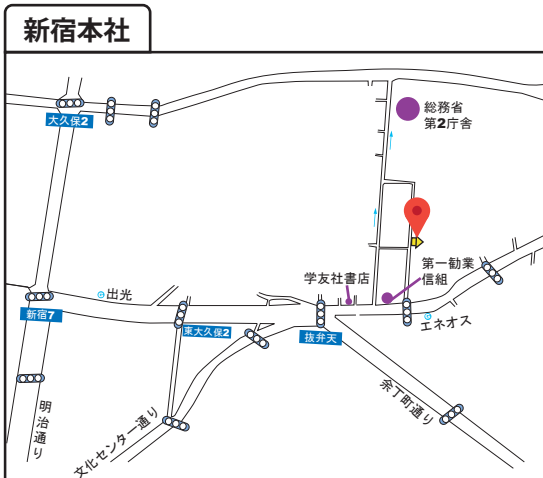 新宿本社
総務省
第2庁舎
大久保2
学友社書店
第一勧業
信組
出光
新宿7
東大久保2
抜弁天
エネオス
明治通り
文化センター通り
余丁町通り